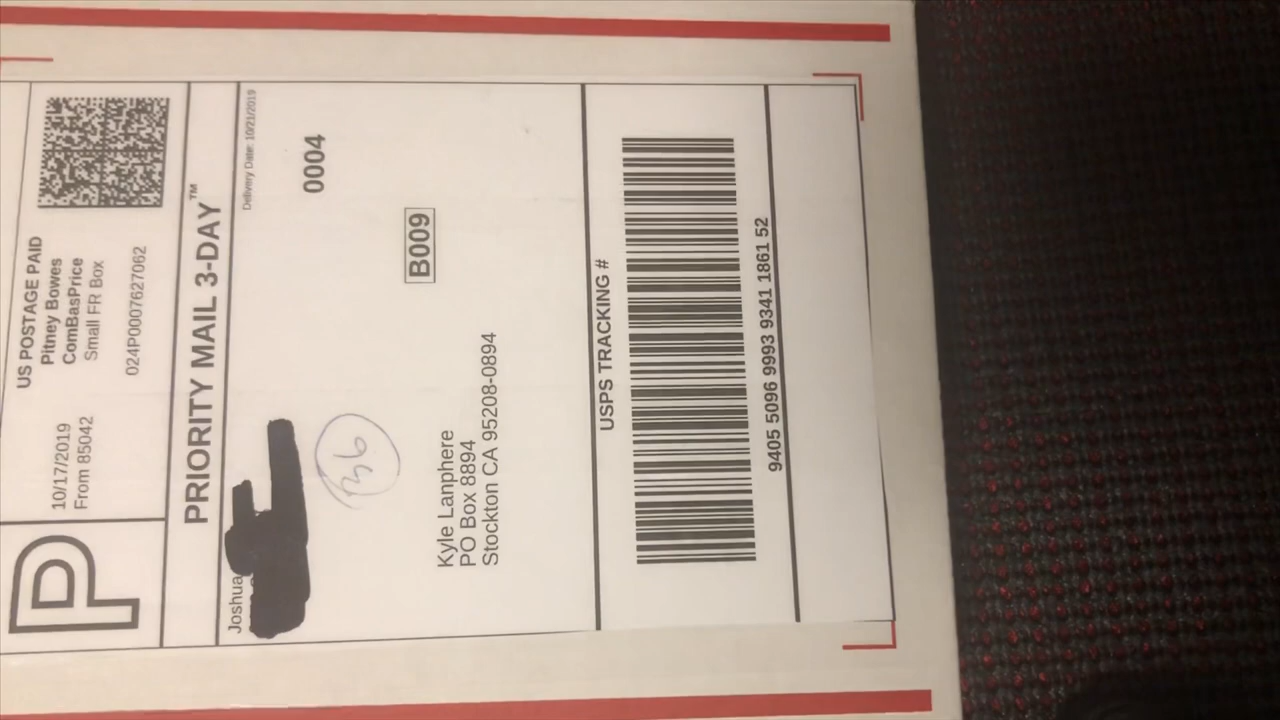 P
10/17/2019
From 85042
US POSTAGE PAID
Pitney Bowes
ComBasPrice
Small FR Box
024P0007627062
PRIORITY MAIL 3-DAY™
Joshua
Delivery Date: 10/21/2019
0004
36
B009
Kyle Lanphere
PO Box 8894
Stockton CA 95208-0894
USPS TRACKING #
9405 5096 9993 9341 1861 52